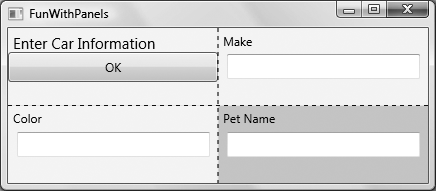 FunWithPanels
Enter Car Information
OK
Make
Color
Pet Name